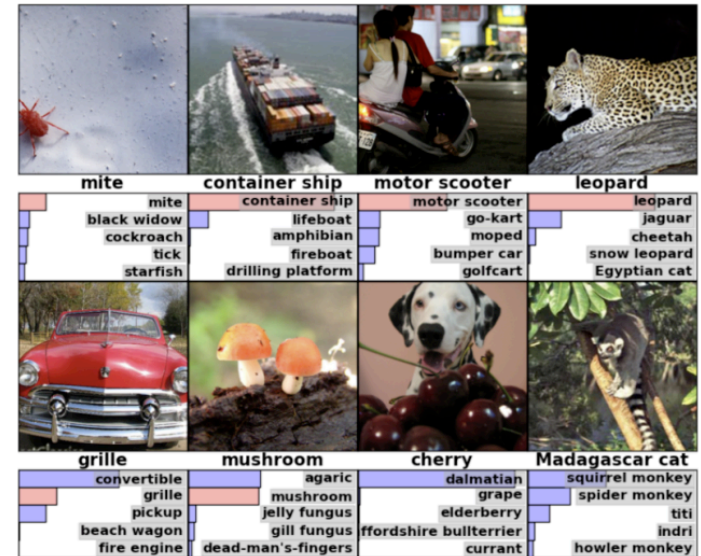 mite container ship motor scooter leopard
mite container ship motor scooter leopard
black widow lifeboat go-kart jaguar
cockroach amphibian moped cheetah
tick fireboat bumper car snow leopard
starfish drilling platform golfcart Egyptian cat
grille mushroom cherry Madagascar cat
convertible agaric dalmatian squirrel monkey
grille mushroom grape spider monkey
pickup jelly fungus elderberry titi
beach wagon gill fungus ffordshire bullterrier indri
fire engine dead-man's-fingers currant howler monkey